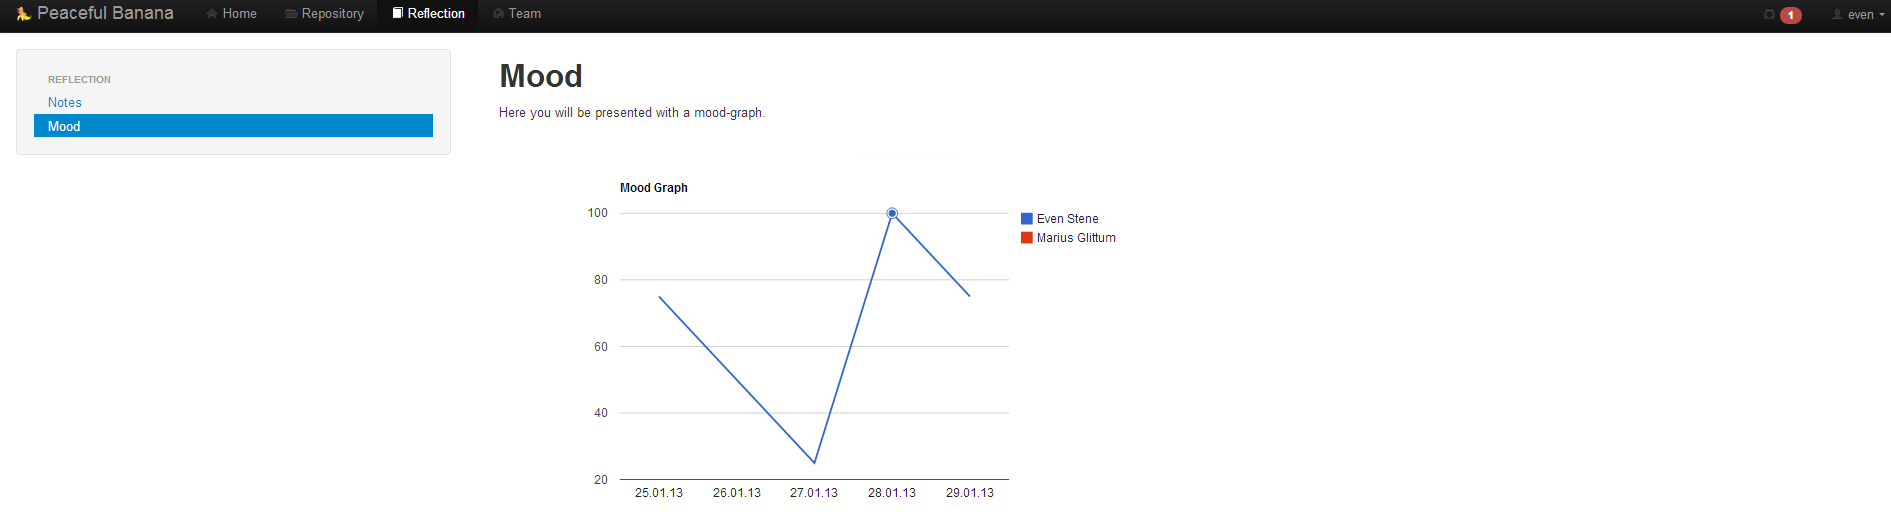 Peaceful Banana Home Repository Reflection Team 1 even
REFLECTION
Notes
Mood
Mood
Here you will be presented with a mood-graph.
Mood Graph
100
80
60
40
20
25.01.13 26.01.13 27.01.13 28.01.13 29.01.13
Even Stene
Marius Glittum